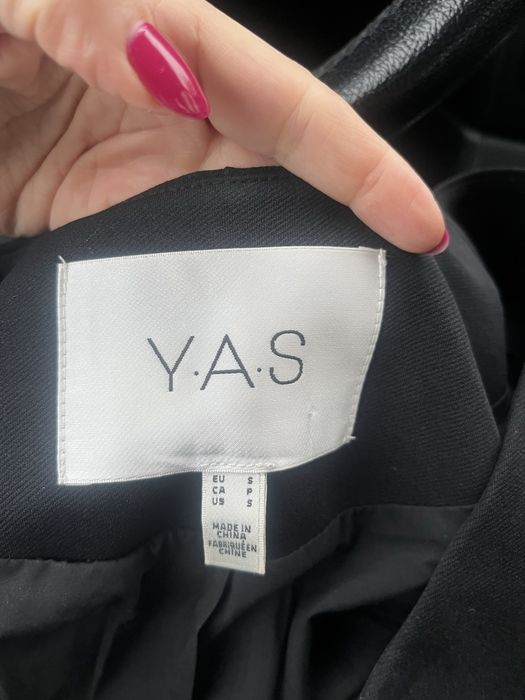 Y.A.S
EU S
CA P
US S
MADE IN
CHINA
FABRIQUÉ EN
CHINE